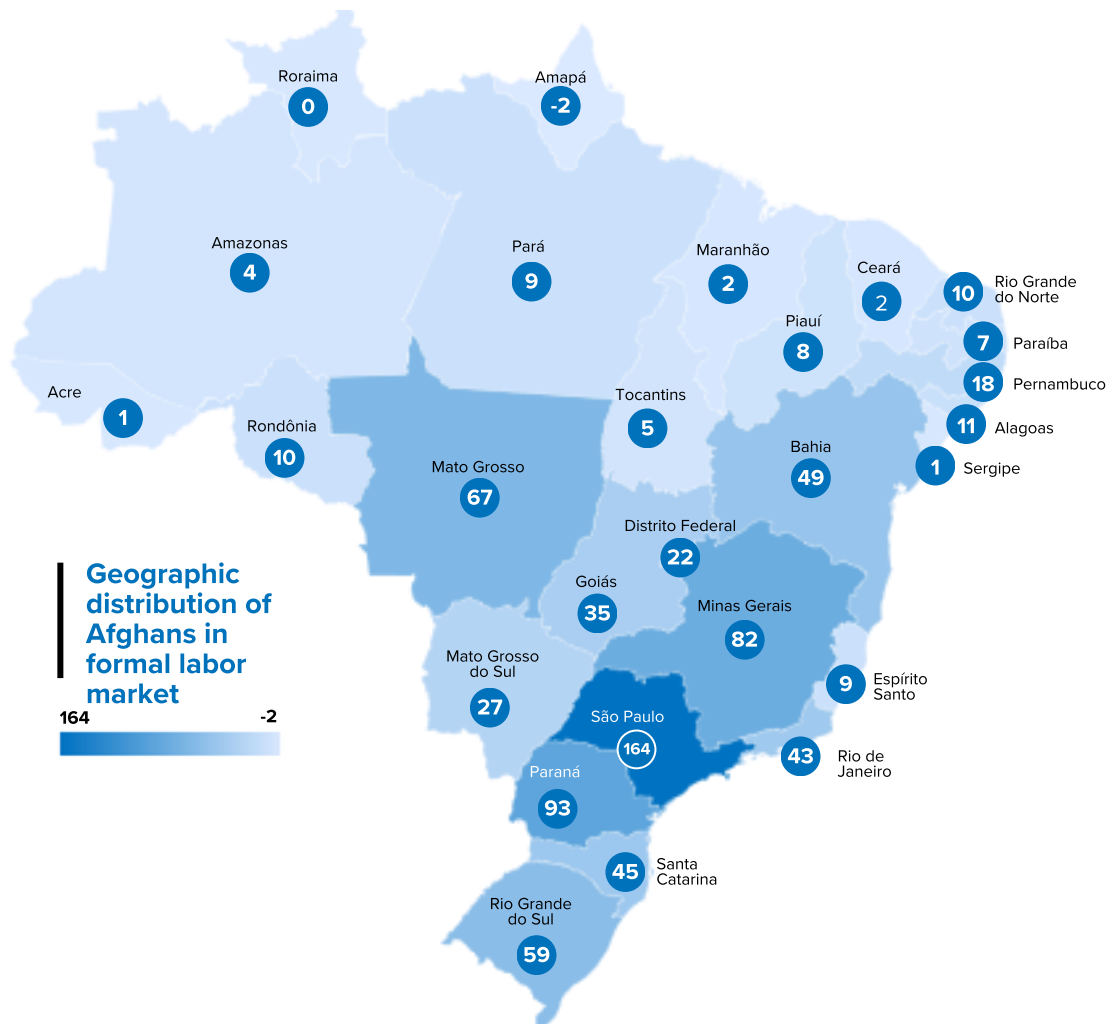 Roraima
0
Amapá
-2
Amazonas
4
Pará
9
Maranhão
2
Ceará
2
Rio Grande
do Norte
10
Piauí
8
Paraíba
7
Pernambuco
18
Acre
1
Tocantins
5
Rondônia
10
Alagoas
11
Bahia
49
Sergipe
1
Mato Grosso
67
Distrito Federal
22
Geographic
distribution of
Afghans in
formal labor
market
164
-2
Goiás
35
Minas Gerais
82
Mato Grosso
do Sul
27
Espírito
Santo
9
São Paulo
164
Rio de
Janeiro
43
Paraná
93
Santa
Catarina
45
Rio Grande
do Sul
59